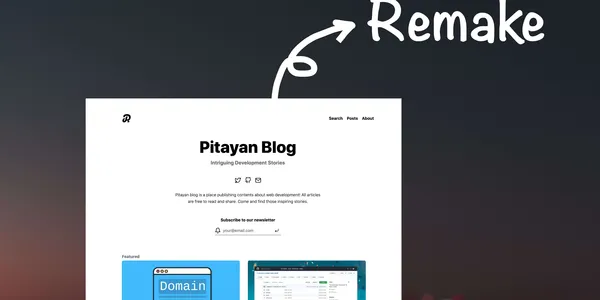 Remake
Search Posts About
Pitayan Blog
Intriguing Development Stories
Pitayan blog is a place publishing contents about web development! All articles
are free to read and share. Come and find those inspiring stories.
Subscribe to our newsletter
your@email.com
Featured
Domain